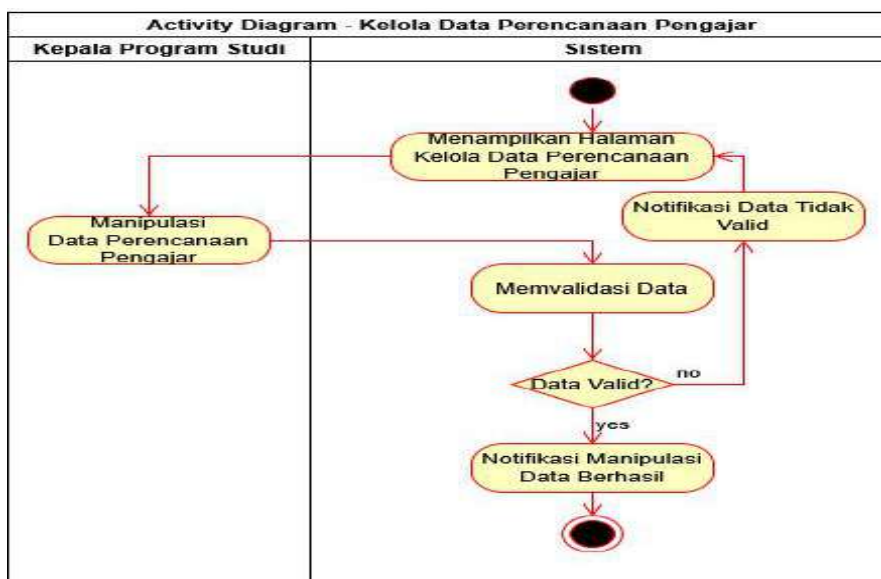 Activity Diagram - Kelola Data Perencanaan Pengajar
Kepala Program Studi
Sistem
Menampilkan Halaman
Kelola Data Perencanaan
Pengajar
Notifikasi Data Tidak
Valid
Manipulasi
Data Perencanaan
Pengajar
Memvalidasi Data
Data Valid?
no
yes
Notifikasi Manipulasi
Data Berhasil